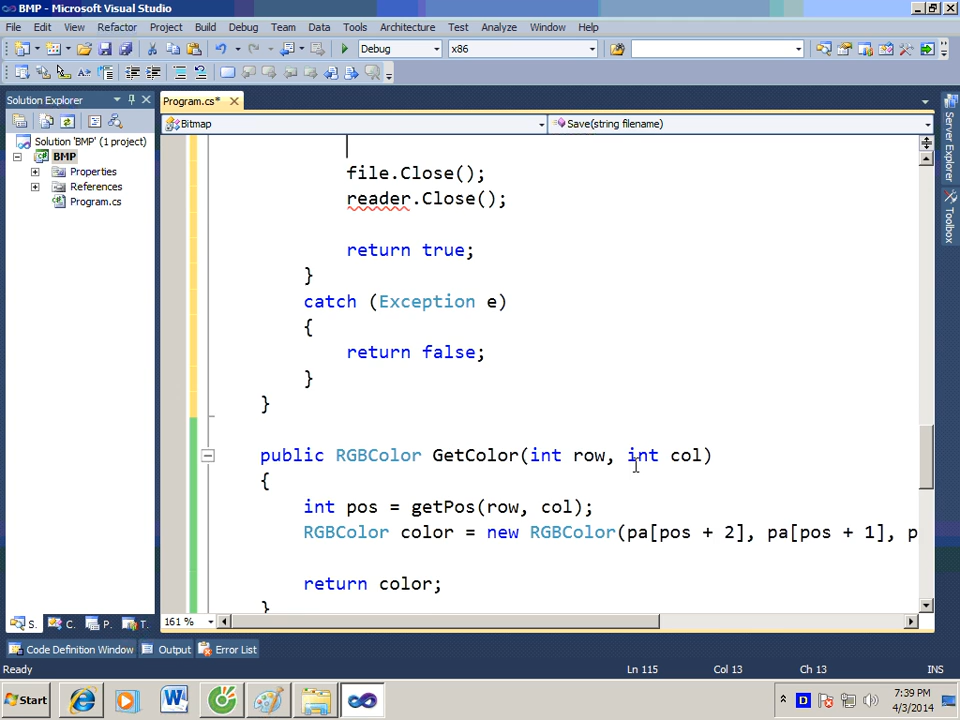 BMP - Microsoft Visual Studio
File Edit View Refactor Project Build Debug Team Data Tools Architecture Test Analyze Window Help
Debug x86
Solution Explorer
Program.cs*
Bitmap Save(string filename)
Solution 'BMP' (1 project)
BMP
Properties
References
Program.cs
file.Close();
reader.Close();
return true;
}
catch (Exception e)
{
return false;
}
}
public RGBColor GetColor(int row, int col)
{
int pos = getPos(row, col);
RGBColor color = new RGBColor(pa[pos + 2], pa[pos + 1], p
return color;
}
Server Explorer
Toolbox
S. C. P. T.
161 %
Code Definition Window Output Error List
Ready Ln 115 Col 13 Ch 13 INS
Start
D
7:39 PM
4/3/2014